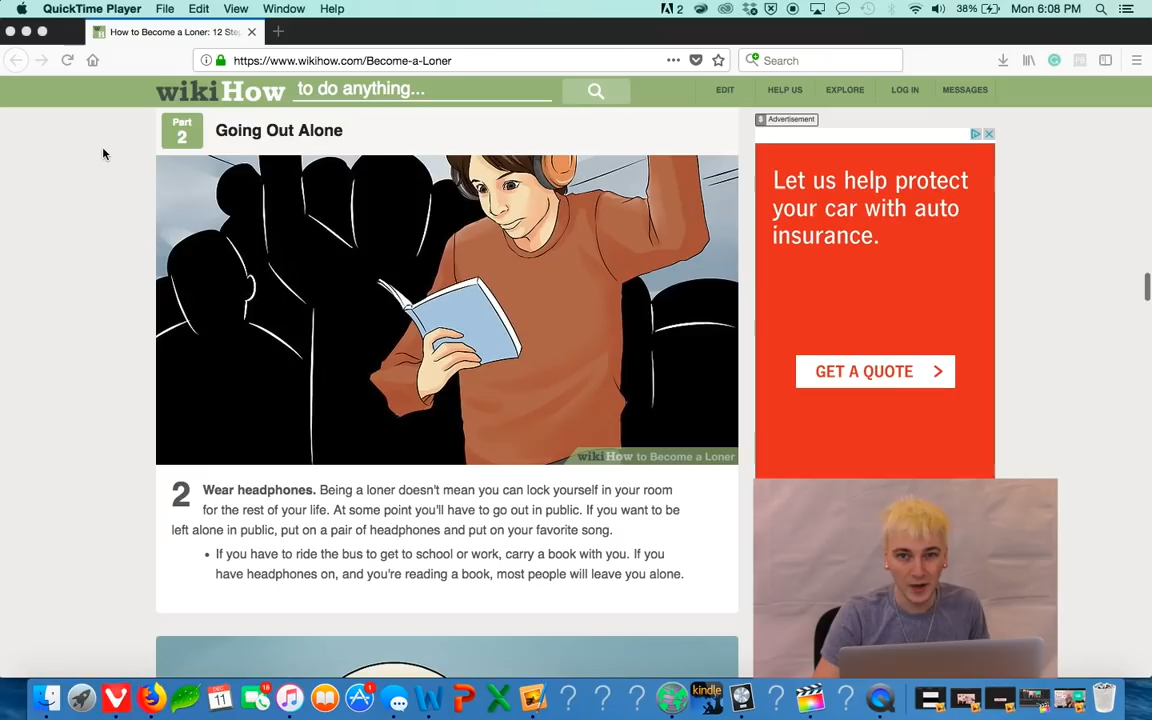 QuickTime Player File Edit View Window Help
2 38% Mon 6:08 PM
How to Become a Loner: 12 Ste
https://www.wikihow.com/Become-a-Loner
Search
wikiHow to do anything...
EDIT HELP US EXPLORE LOG IN MESSAGES
Part
2
Going Out Alone
$ Advertisement
Let us help protect
your car with auto
insurance.
GET A QUOTE >
wikiHow to Become a Loner
2 Wear headphones. Being a loner doesn't mean you can lock yourself in your room
for the rest of your life. At some point you'll have to go out in public. If you want to be
left alone in public, put on a pair of headphones and put on your favorite song.
• If you have to ride the bus to get to school or work, carry a book with you. If you
have headphones on, and you're reading a book, most people will leave you alone.
DEC
11
1
kindle